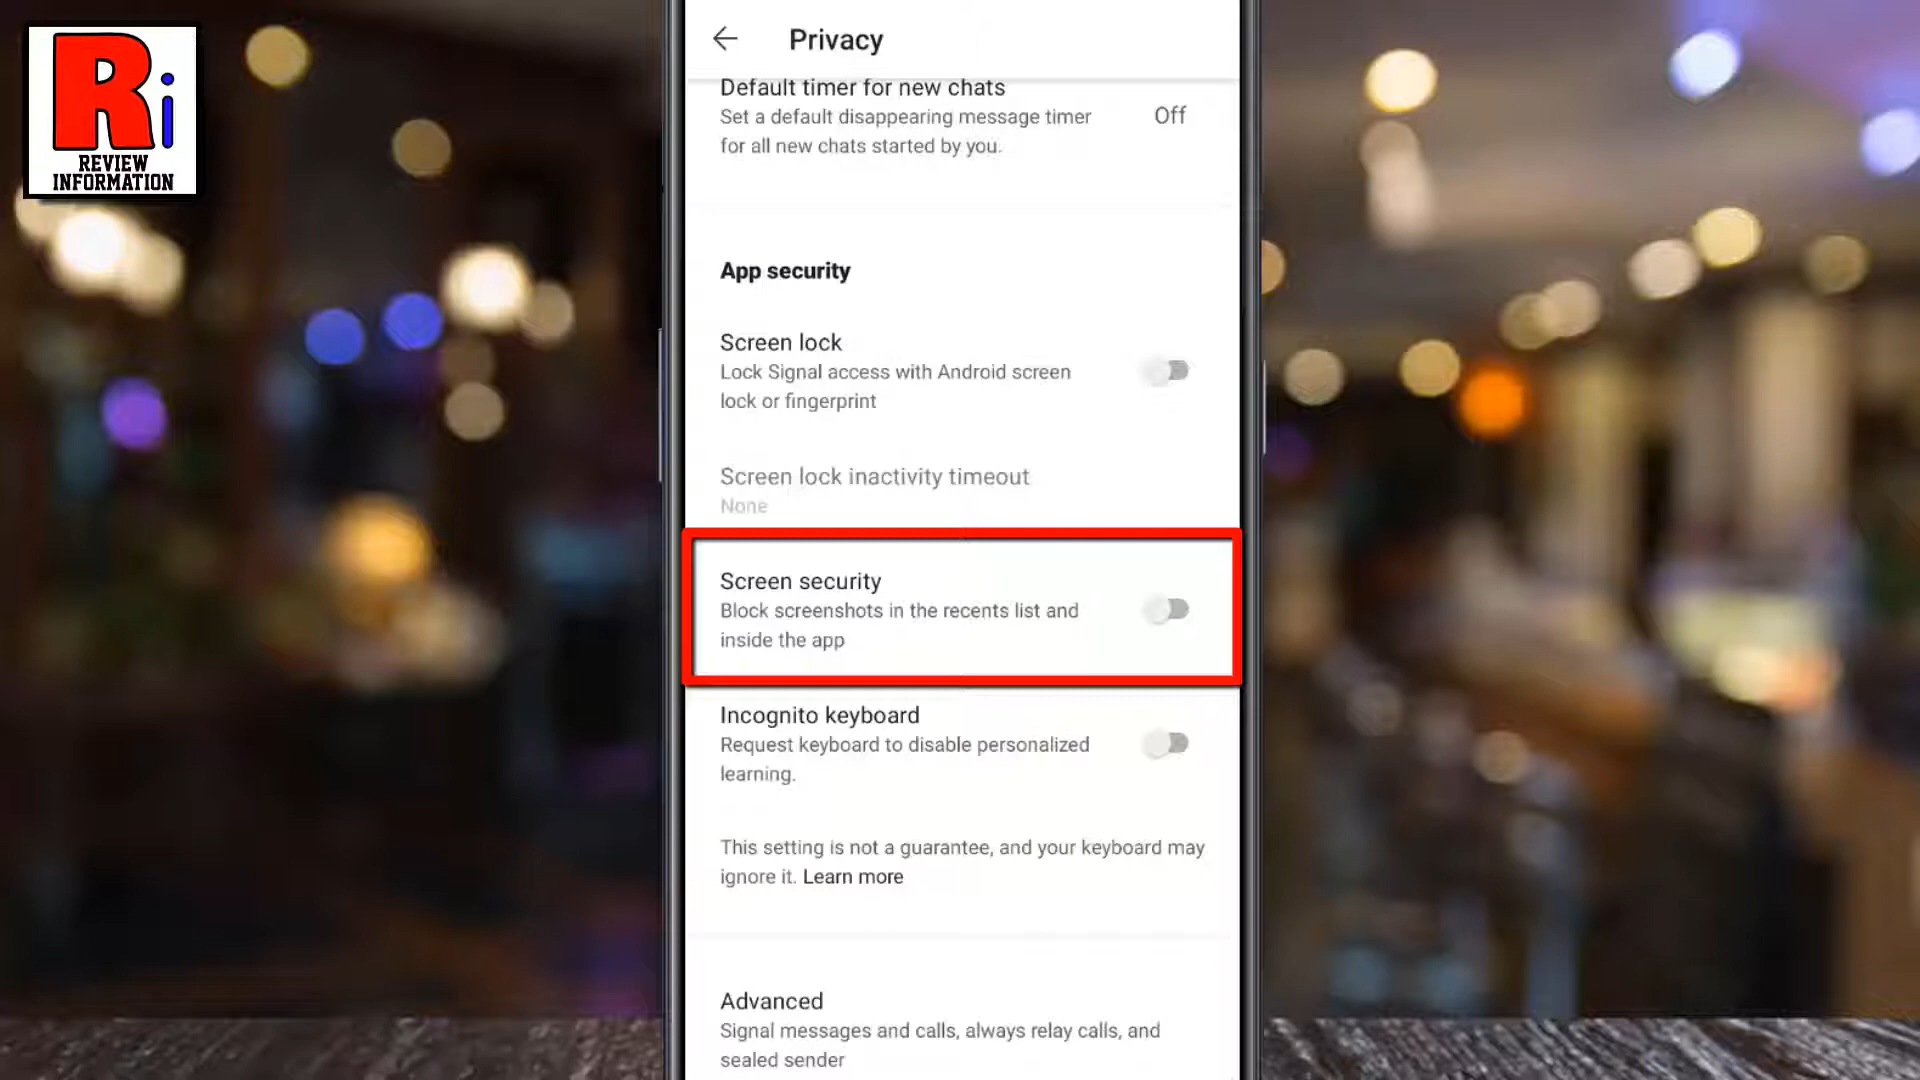 Ri
REVIEW
INFORMATION
Privacy
Default timer for new chats
Set a default disappearing message timer
for all new chats started by you.
Off
App security
Screen lock
Lock Signal access with Android screen
lock or fingerprint
Screen lock inactivity timeout
None
Screen security
Block screenshots in the recents list and
inside the app
Incognito keyboard
Request keyboard to disable personalized
learning.
This setting is not a guarantee, and your keyboard may
ignore it. Learn more
Advanced
Signal messages and calls, always relay calls, and
sealed sender